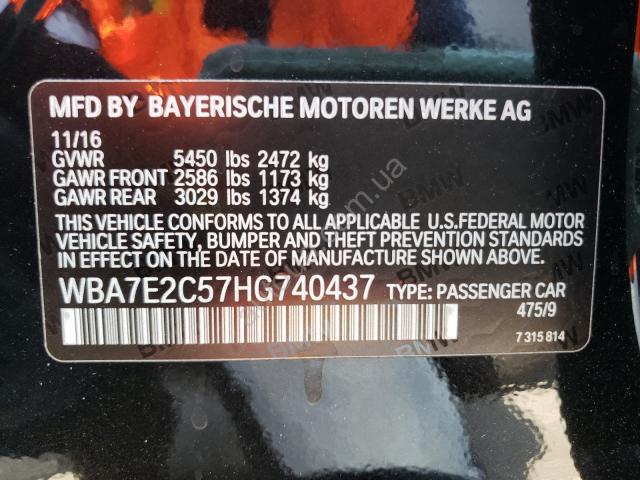 MFD BY BAYERISCHE MOTOREN WERKE AG
11/16
GVWR 5450 lbs 2472 kg
GAWR FRONT 2586 lbs 1173 kg
GAWR REAR 3029 lbs 1374 kg
THIS VEHICLE CONFORMS TO ALL APPLICABLE U.S.FEDERAL MOTOR
VEHICLE SAFETY, BUMPER AND THEFT PREVENTION STANDARDS
IN EFFECT ON THE DATE OF MANUFACTURE SHOWN ABOVE.
WBA7E2C57HG740437 TYPE: PASSENGER CAR
475/9
7 315 814